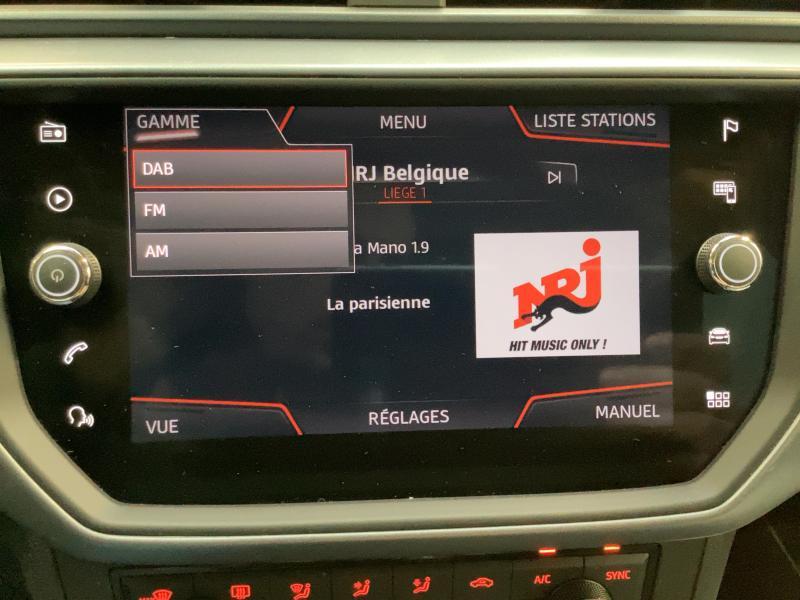 GAMME
MENU
LISTE STATIONS
DAB
RJ Belgique
LIEGE 1
FM
AM
a Mano 1.9
La parisienne
NRJ
HIT MUSIC ONLY !
VUE
RÉGLAGES
MANUEL
A/C
SYNC